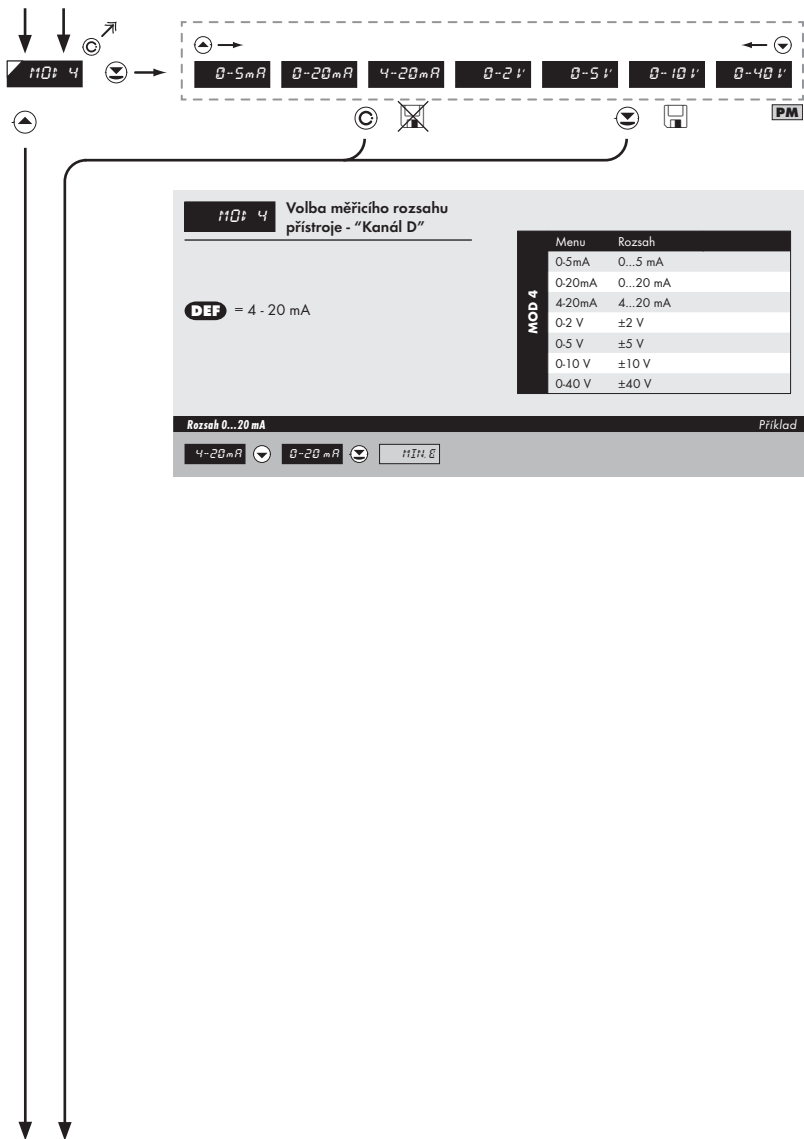 MOD 4
0-5mA 0-20mA 4-20mA 0-2 V 0-5 V 0-10 V 0-40 V
PM
MOD 4
Volba měřicího rozsahu
přístroje - “Kanál D”
DEF = 4 - 20 mA
MOD 4
Menu Rozsah
0-5mA 0...5 mA
0-20mA 0...20 mA
4-20mA 4...20 mA
0-2 V ±2 V
0-5 V ±5 V
0-10 V ±10 V
0-40 V ±40 V
Rozsah 0...20 mA Příklad
4-20mA 0-20 mA MIN. E